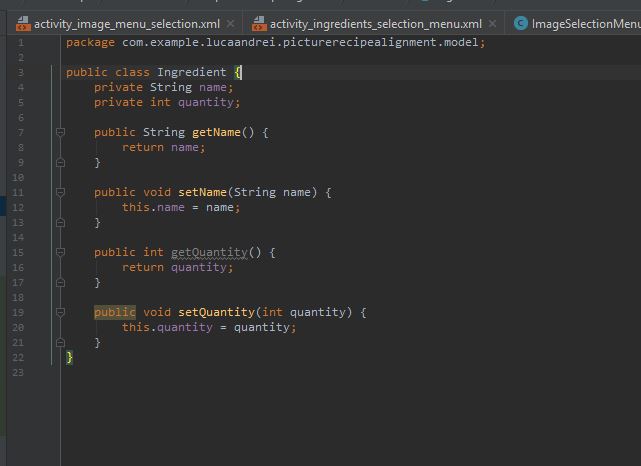 activity_image_menu_selection.xml × activity_ingredients_selection_menu.xml × C ImageSelectionMenu
1 package com.example.lucaandrei.picturerecipealignment.model;
2
3 public class Ingredient {
4 private String name;
5 private int quantity;
6
7 public String getName() {
8 return name;
9 }
10
11 public void setName(String name) {
12 this.name = name;
13 }
14
15 public int getQuantity() {
16 return quantity;
17 }
18
19 public void setQuantity(int quantity) {
20 this.quantity = quantity;
21 }
22 }
23